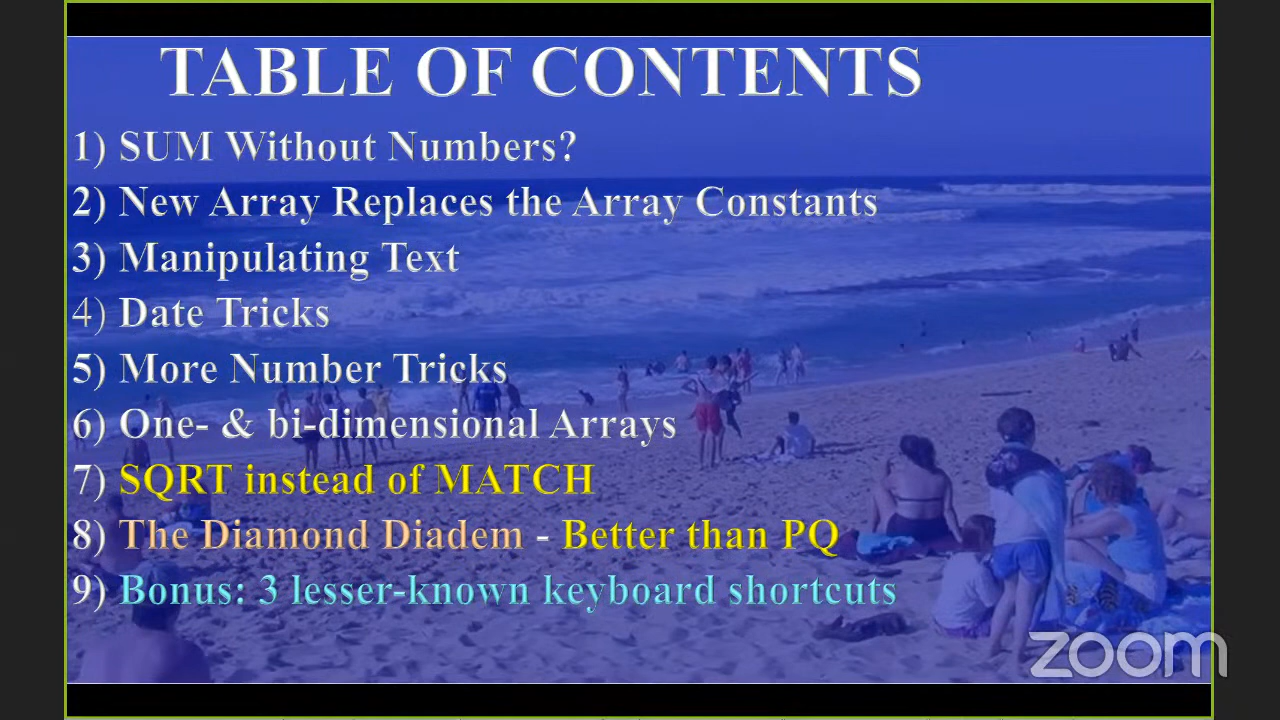 TABLE OF CONTENTS
1) SUM Without Numbers?
2) New Array Replaces the Array Constants
3) Manipulating Text
4) Date Tricks
5) More Number Tricks
6) One- & bi-dimensional Arrays
7) SQRT instead of MATCH
8) The Diamond Diadem - Better than PQ
9) Bonus: 3 lesser-known keyboard shortcuts
zoom